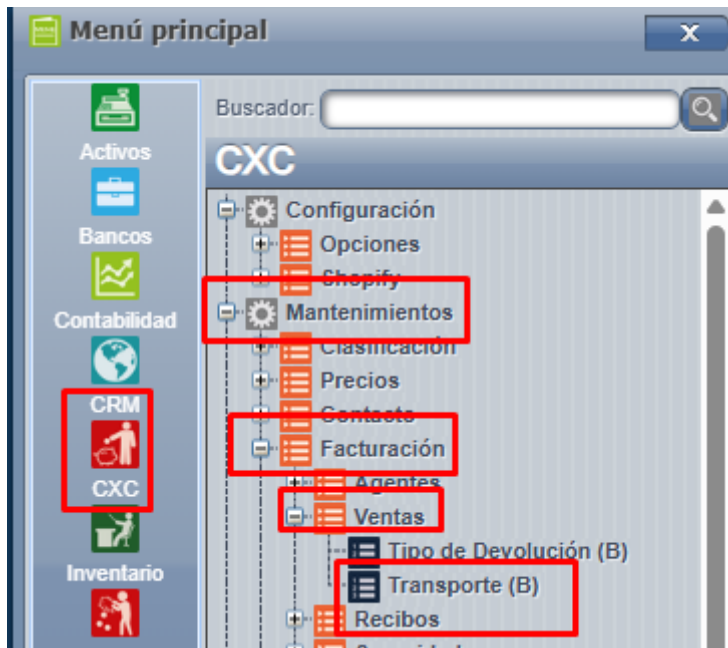 Menú principal
x
Activos
Bancos
Contabilidad
CRM
CXC
Inventario
Buscador:
CXC
Configuración
Opciones
Shopify
Mantenimientos
Clasificación
Precios
Contacto
Facturación
Agentes
Ventas
Tipo de Devolución (B)
Transporte (B)
Recibos